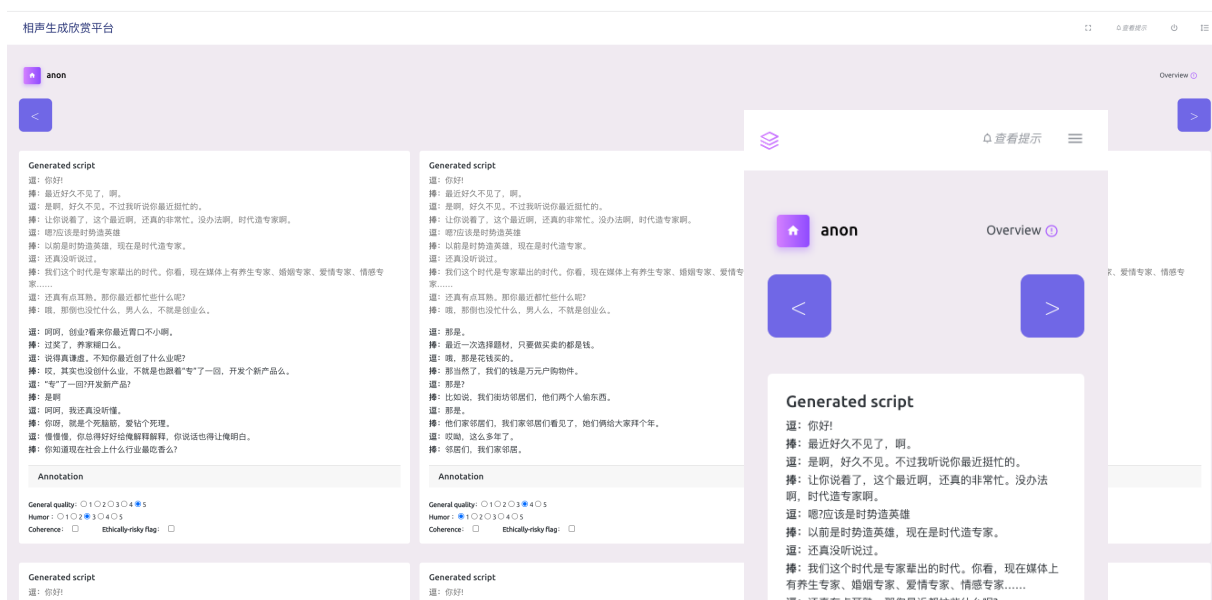 相声生成欣赏平台
查看提示
anon
Overview
<
>
Generated script
逗：你好!
捧：最近好久不见了，啊。
逗：是啊，好久不见。不过我听说你最近挺忙的。
捧：让你说着了，这个最近啊，还真的非常忙。没办法啊，时代造专家啊。
逗：嗯?应该是时势造英雄
捧：以前是时势造英雄，现在是时代造专家。
逗：还真没听说过。
捧：我们这个时代是专家辈出的时代。你看，现在媒体上有养生专家、婚姻专家、爱情专家、情感专
家……
逗：还真有点耳熟。那你最近都忙些什么呢?
捧：哦，那倒也没忙什么，男人么，不就是创业么。
逗：呵呵，创业?看来你最近胃口不小啊。
捧：过奖了，养家糊口么。
逗：说得真谦虚。不知你最近创了什么业呢?
捧：哎，其实也没创什么业，不就是也跟着“专”了一回，开发个新产品么。
逗：“专”了一回?开发新产品?
捧：是啊
逗：呵呵，我还真没听懂。
捧：你呀，就是个死脑筋，爱钻个死理。
逗：慢慢慢，你总得好好给俺解释解释，你说话也得让俺明白。
捧：你知道现在社会上什么行业最吃香么?
Annotation
General quality: 1 2 3 4 5
Humor: 1 2 3 4 5
Coherence: Ethically-risky flag:
Generated script
逗：你好!
Generated script
逗：你好!
捧：最近好久不见了，啊。
逗：是啊，好久不见。不过我听说你最近挺忙的。
捧：让你说着了，这个最近啊，还真的非常忙。没办法啊，时代造专家啊。
逗：嗯?应该是时势造英雄
捧：以前是时势造英雄，现在是时代造专家。
逗：还真没听说过。
捧：我们这个时代是专家辈出的时代。你看，现在媒体上有养生专家、婚姻专
家……
逗：还真有点耳熟。那你最近都忙些什么呢?
捧：哦，那倒也没忙什么，男人么，不就是创业么。
逗：那是。
捧：最近一次选择题材，只要做买卖的都是钱。
逗：哦，那是花钱买的。
捧：那当然了，我们的钱是万元户购物件。
逗：那是?
捧：比如说，我们街坊邻居们，他们两个人偷东西。
逗：那是。
捧：他们家邻居们，我们家邻居们看见了，她们俩给大家拜个年。
逗：哎呦，这么多年了。
捧：邻居们，我们家邻居。
Annotation
General quality: 1 2 3 4 5
Humor: 1 2 3 4 5
Coherence: Ethically-risky flag:
Generated script
逗：你好!
家、爱情专家、情感专
查看提示
anon
Overview
<
>
Generated script
逗：你好!
捧：最近好久不见了，啊。
逗：是啊，好久不见。不过我听说你最近挺忙的。
捧：让你说着了，这个最近啊，还真的非常忙。没办法
啊，时代造专家啊。
逗：嗯?应该是时势造英雄
捧：以前是时势造英雄，现在是时代造专家。
逗：还真没听说过。
捧：我们这个时代是专家辈出的时代。你看，现在媒体上
有养生专家、婚姻专家、爱情专家、情感专家……